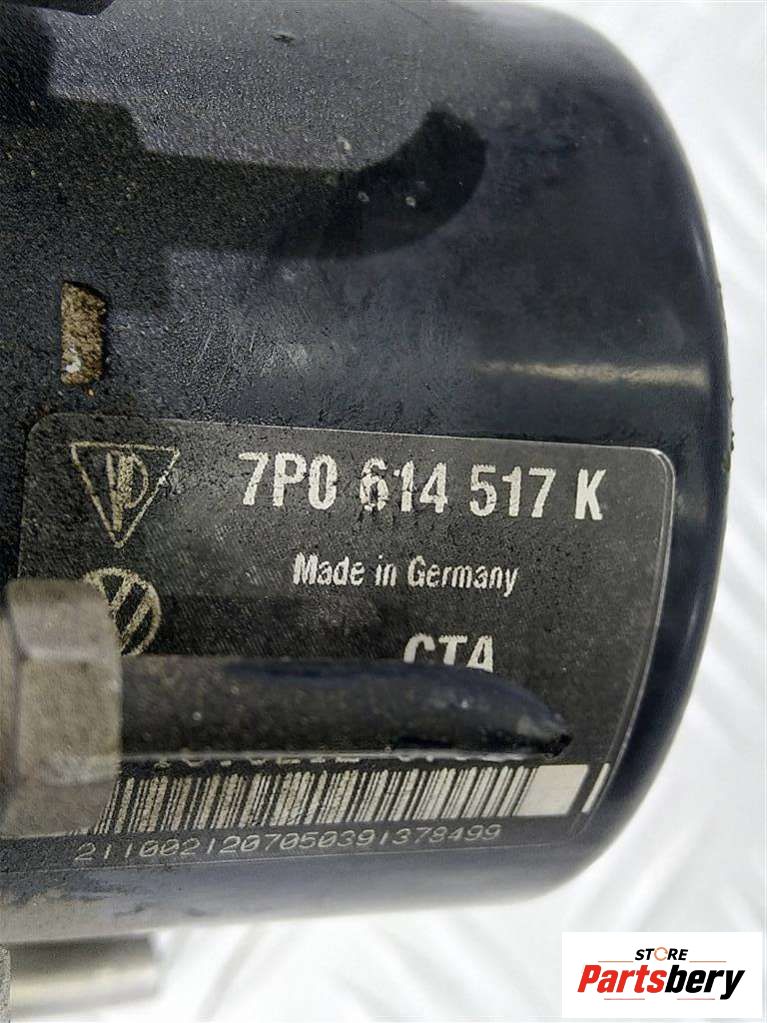 7P0 614 517 K
Made in Germany
CTA
2110021207050391378499
STORE
Partsbery